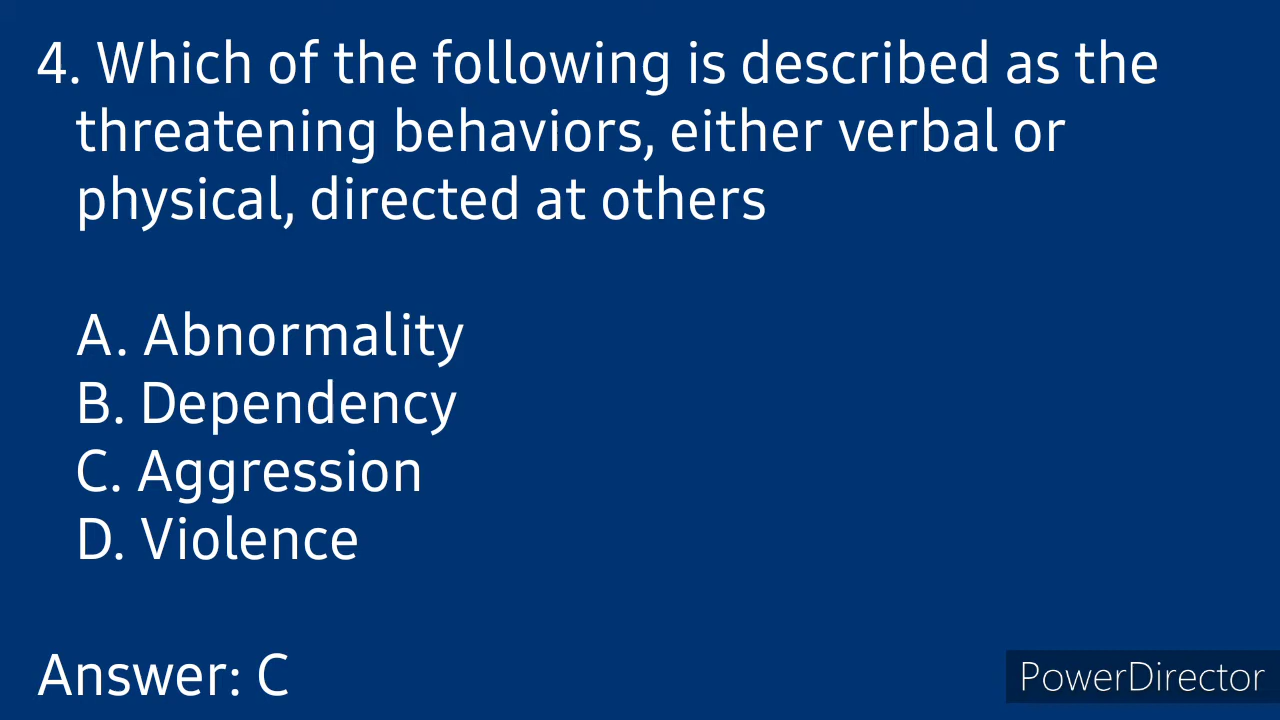 4. Which of the following is described as the
threatening behaviors, either verbal or
physical, directed at others
A. Abnormality
B. Dependency
C. Aggression
D. Violence
Answer: C
PowerDirector